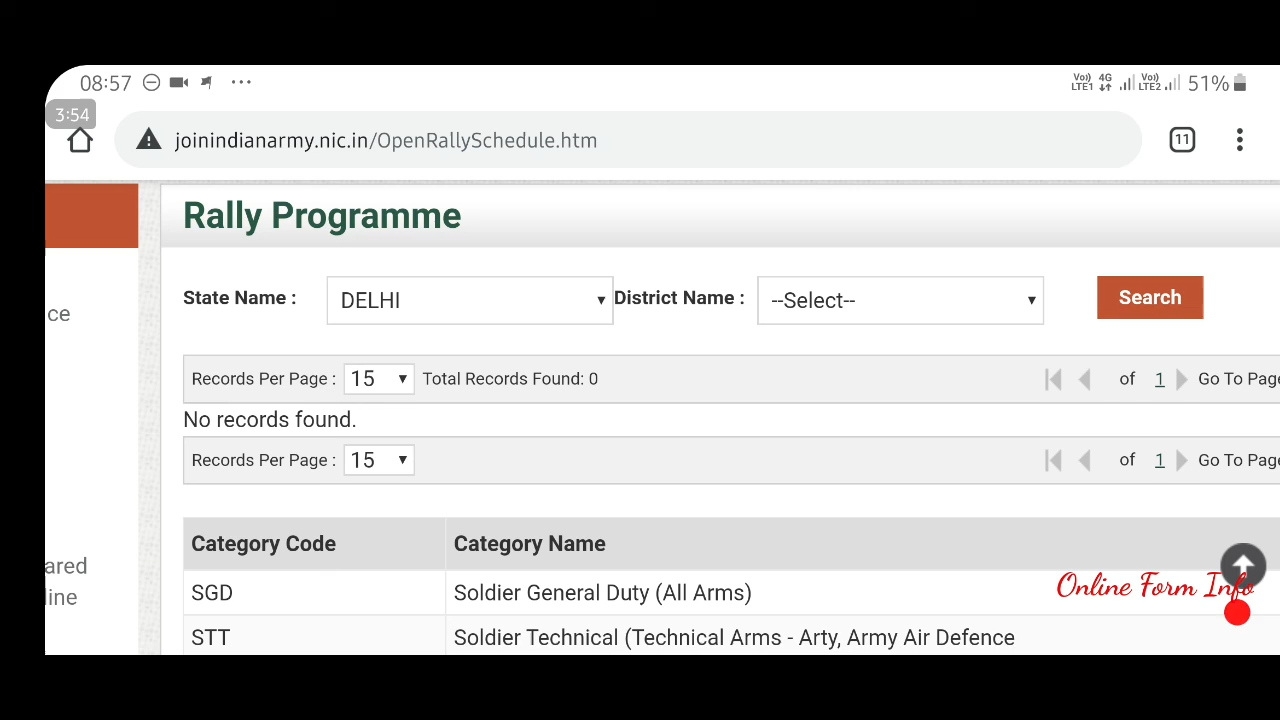 08:57 ... Vo) LTE1 4G Vo) LTE2 51%
3:54
joinindianarmy.nic.in/OpenRallySchedule.htm 11
Rally Programme
State Name : DELHI District Name : --Select-- Search
ce
Records Per Page : 15 Total Records Found: 0 of 1 Go To Page
No records found.
Records Per Page : 15 of 1 Go To Page
Category Code Category Name
ared
SGD Soldier General Duty (All Arms)
Online Form Info
line
STT Soldier Technical (Technical Arms - Arty, Army Air Defence